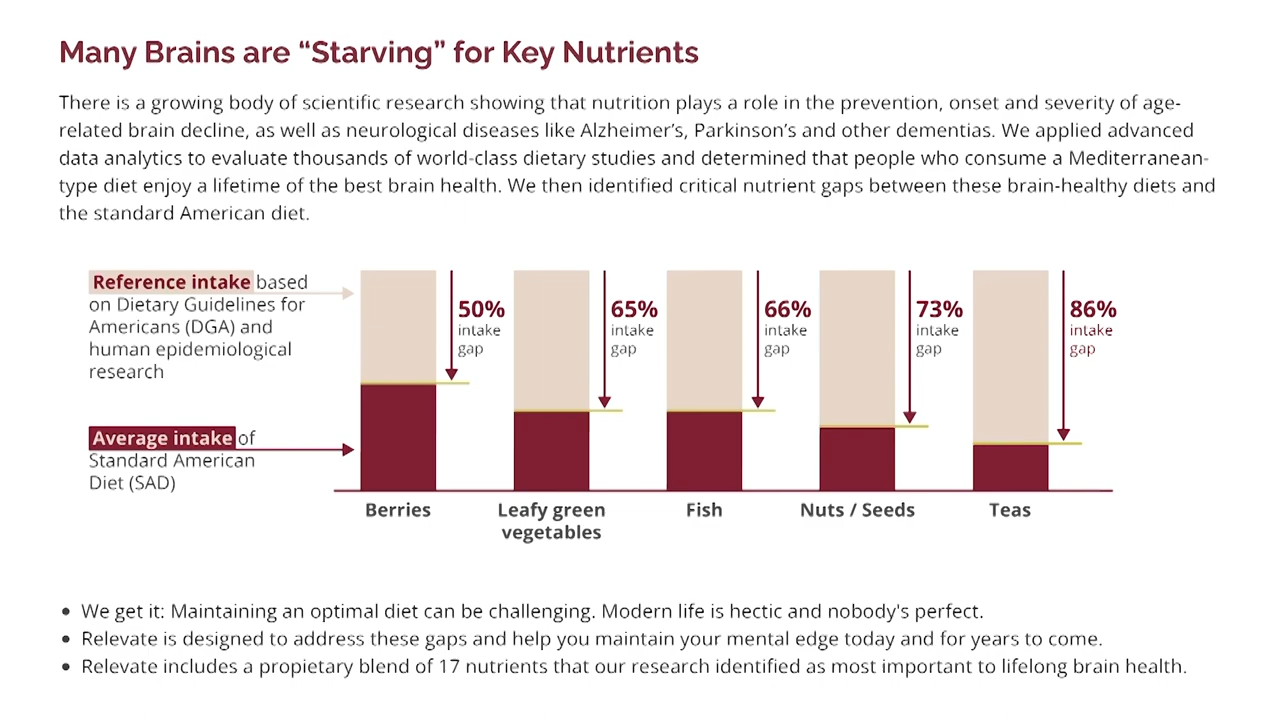 Many Brains are “Starving” for Key Nutrients
There is a growing body of scientific research showing that nutrition plays a role in the prevention, onset and severity of age-
related brain decline, as well as neurological diseases like Alzheimer’s, Parkinson’s and other dementias. We applied advanced
data analytics to evaluate thousands of world-class dietary studies and determined that people who consume a Mediterranean-
type diet enjoy a lifetime of the best brain health. We then identified critical nutrient gaps between these brain-healthy diets and
the standard American diet.
Reference intake based
on Dietary Guidelines for
Americans (DGA) and
human epidemiological
research
Average intake of
Standard American
Diet (SAD)
50%
intake
gap
65%
intake
gap
66%
intake
gap
73%
intake
gap
86%
intake
gap
Berries
Leafy green
vegetables
Fish
Nuts / Seeds
Teas
• We get it: Maintaining an optimal diet can be challenging. Modern life is hectic and nobody's perfect.
• Relevate is designed to address these gaps and help you maintain your mental edge today and for years to come.
• Relevate includes a propietary blend of 17 nutrients that our research identified as most important to lifelong brain health.